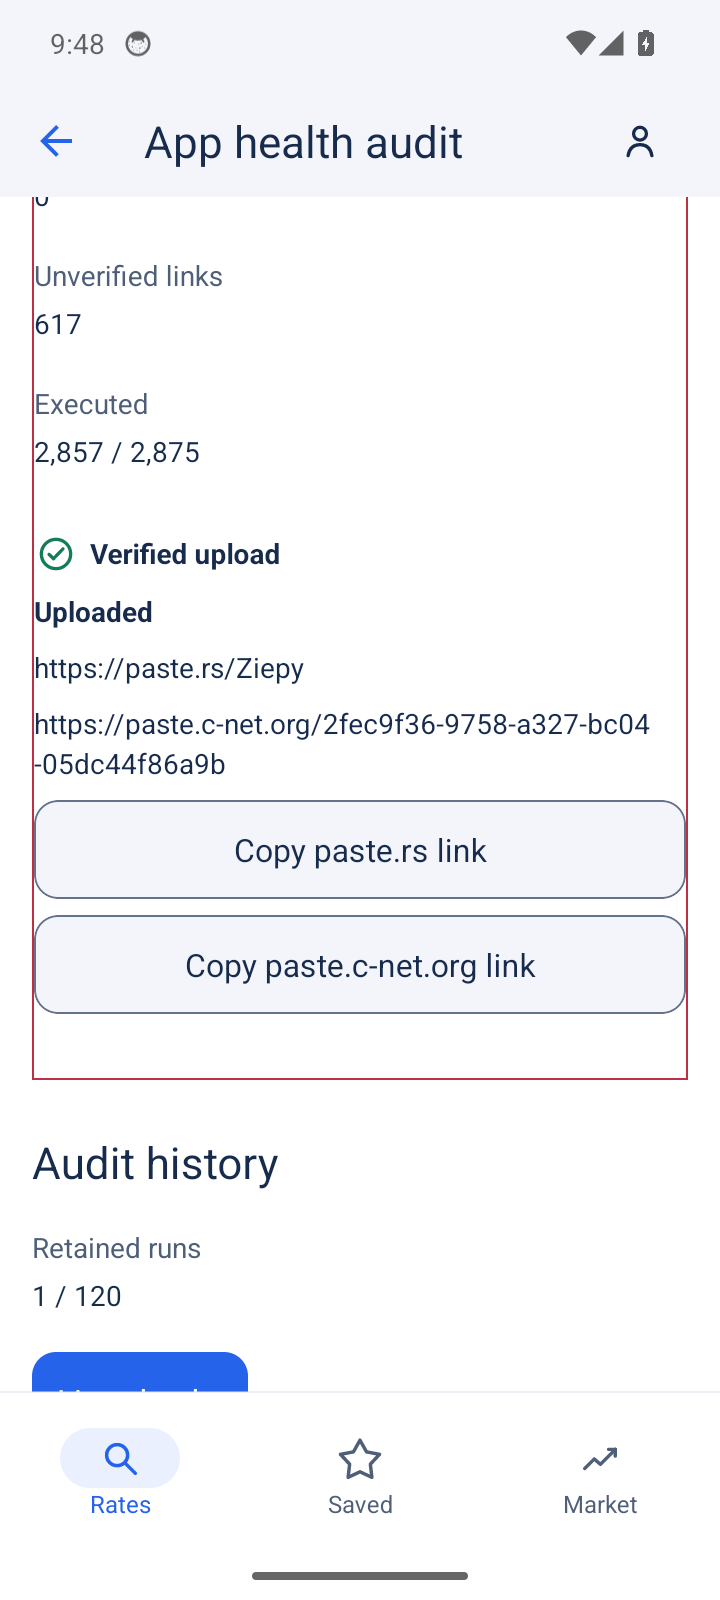 9:48
App health audit
Unverified links
617
Executed
2,857 / 2,875
Verified upload
Uploaded
https://paste.rs/Ziepy
https://paste.c-net.org/2fec9f36-9758-a327-bc04
-05dc44f86a9b
Copy paste.rs link
Copy paste.c-net.org link
Audit history
Retained runs
1 / 120
Rates
Saved
Market